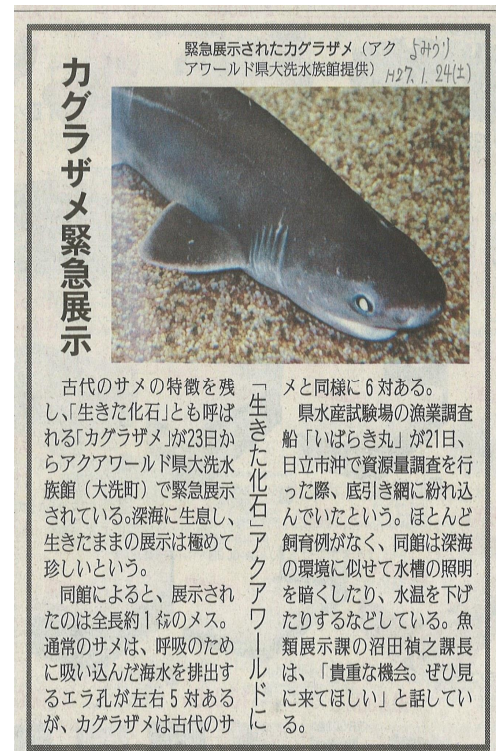 カグラザメ緊急展示
緊急展示されたカグラザメ（アク
アワールド県大洗水族館提供）
よみうり
H27.1.24(土)
「生きた化石」アクアワールドに
古代のサメの特徴を残
し、「生きた化石」とも呼ば
れる「カグラザメ」が23日か
らアクアワールド県大洗水
族館（大洗町）で緊急展示
されている。深海に生息し、
生きたままの展示は極めて
珍しいという。
同館によると、展示され
たのは全長約1㍍のメス。
通常のサメは、呼吸のため
に吸い込んだ海水を排出す
るエラ孔が左右5対ある
が、カグラザメは古代のサ
メと同様に6対ある。
県水産試験場の漁業調査
船「いばらき丸」が21日、
日立市沖で資源量調査を行
った際、底引き網に紛れ込
んでいたという。ほとんど
飼育例がなく、同館は深海
の環境に似せて水槽の照明
を暗くしたり、水温を下げ
たりするなどしている。魚
類展示課の沼田禎之課長
は、「貴重な機会。ぜひ見
に来てほしい」と話してい
る。